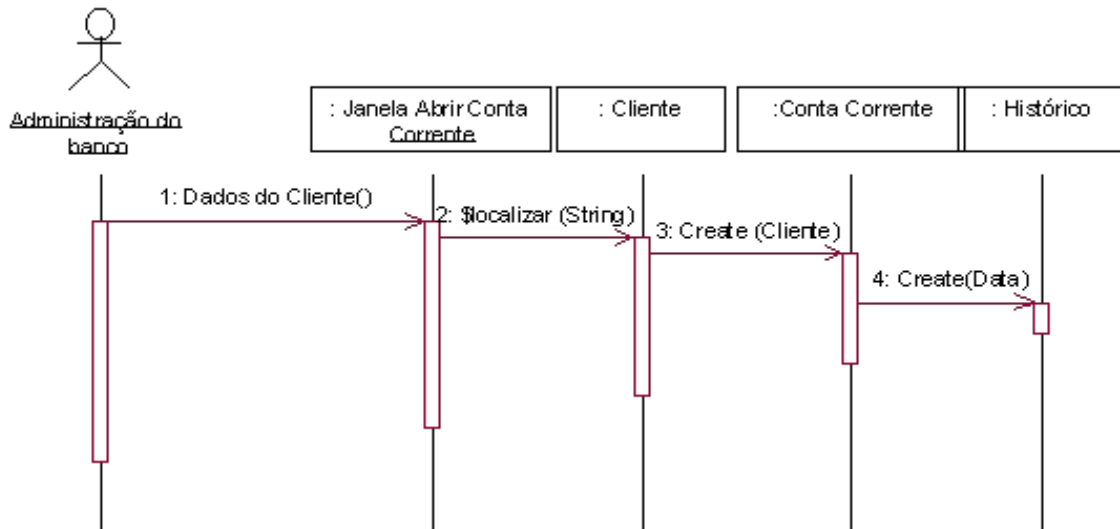 : Janela Abrir Conta
Corrente
: Cliente
:Conta Corrente
: Histórico
Administração do
banco
1: Dados do Cliente()
2: $localizar (String)
3: Create (Cliente)
4: Create(Data)